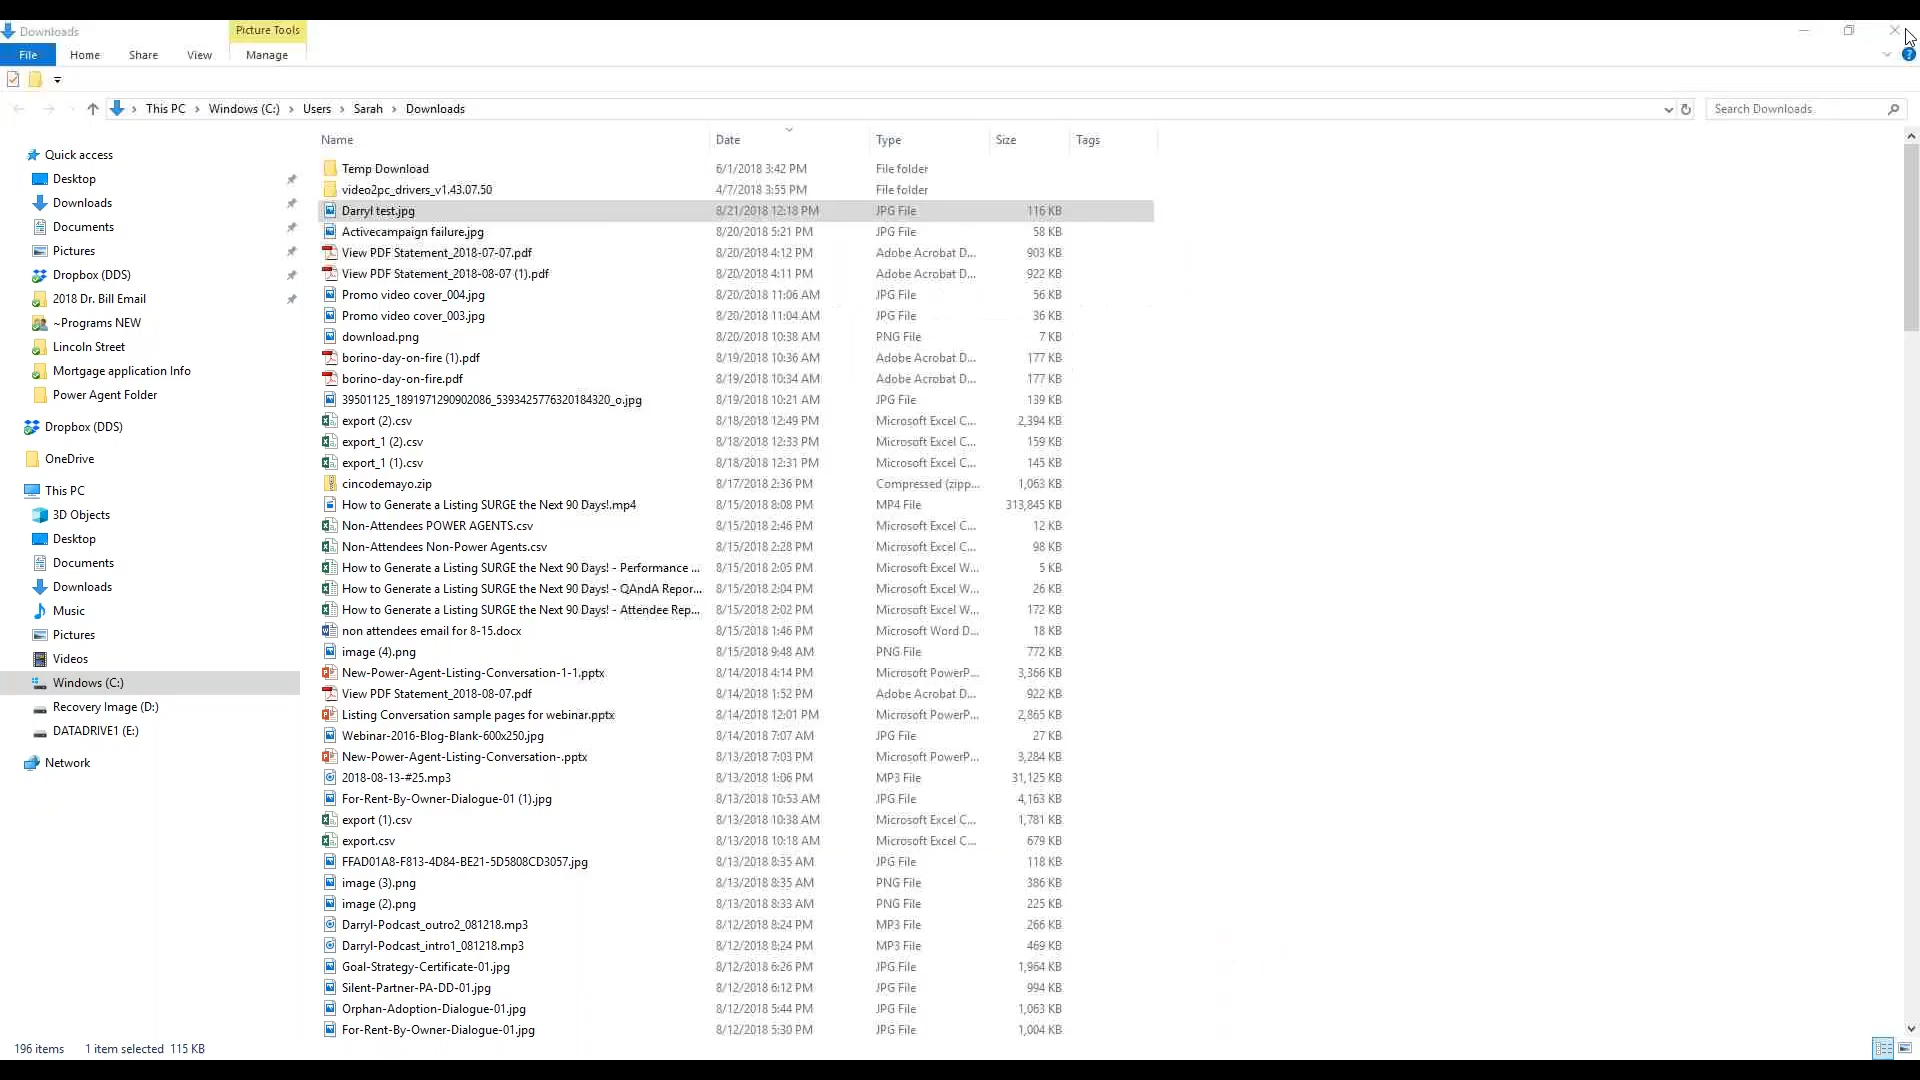 Downloads
Picture Tools
File Home Share View Manage
This PC Windows (C:) Users Sarah Downloads
Search Downloads
Name Date Type Size Tags
Quick access
Desktop
Downloads
Documents
Pictures
Dropbox (DDS)
2018 Dr. Bill Email
~Programs NEW
Lincoln Street
Mortgage application Info
Power Agent Folder
Dropbox (DDS)
OneDrive
This PC
3D Objects
Desktop
Documents
Downloads
Music
Pictures
Videos
Windows (C:)
Recovery Image (D:)
DATADRIVE1 (E:)
Network
Temp Download 6/1/2018 3:42 PM File folder
video2pc_drivers_v1.43.07.50 4/7/2018 3:55 PM File folder
Darryl test.jpg 8/21/2018 12:18 PM JPG File 116 KB
Activecampaign failure.jpg 8/20/2018 5:21 PM JPG File 58 KB
View PDF Statement_2018-07-07.pdf 8/20/2018 4:12 PM Adobe Acrobat D... 903 KB
View PDF Statement_2018-08-07 (1).pdf 8/20/2018 4:11 PM Adobe Acrobat D... 922 KB
Promo video cover_004.jpg 8/20/2018 11:06 AM JPG File 56 KB
Promo video cover_003.jpg 8/20/2018 11:04 AM JPG File 36 KB
download.png 8/20/2018 10:38 AM PNG File 7 KB
borino-day-on-fire (1).pdf 8/19/2018 10:36 AM Adobe Acrobat D... 177 KB
borino-day-on-fire.pdf 8/19/2018 10:34 AM Adobe Acrobat D... 177 KB
39501125_1891971290902086_5393425776320184320_o.jpg 8/19/2018 10:21 AM JPG File 139 KB
export (2).csv 8/18/2018 12:49 PM Microsoft Excel C... 2,394 KB
export_1 (2).csv 8/18/2018 12:33 PM Microsoft Excel C... 159 KB
export_1 (1).csv 8/18/2018 12:31 PM Microsoft Excel C... 145 KB
cincodemayo.zip 8/17/2018 2:36 PM Compressed (zipp... 1,063 KB
How to Generate a Listing SURGE the Next 90 Days!.mp4 8/15/2018 8:08 PM MP4 File 313,845 KB
Non-Attendees POWER AGENTS.csv 8/15/2018 2:46 PM Microsoft Excel C... 12 KB
Non-Attendees Non-Power Agents.csv 8/15/2018 2:28 PM Microsoft Excel C... 98 KB
How to Generate a Listing SURGE the Next 90 Days! - Performance ... 8/15/2018 2:05 PM Microsoft Excel W... 5 KB
How to Generate a Listing SURGE the Next 90 Days! - QAndA Repor... 8/15/2018 2:04 PM Microsoft Excel W... 26 KB
How to Generate a Listing SURGE the Next 90 Days! - Attendee Rep... 8/15/2018 2:02 PM Microsoft Excel W... 172 KB
non attendees email for 8-15.docx 8/15/2018 1:46 PM Microsoft Word D... 18 KB
image (4).png 8/15/2018 9:48 AM PNG File 772 KB
New-Power-Agent-Listing-Conversation-1-1.pptx 8/14/2018 4:14 PM Microsoft PowerP... 3,366 KB
View PDF Statement_2018-08-07.pdf 8/14/2018 1:52 PM Adobe Acrobat D... 922 KB
Listing Conversation sample pages for webinar.pptx 8/14/2018 12:01 PM Microsoft PowerP... 2,865 KB
Webinar-2016-Blog-Blank-600x250.jpg 8/14/2018 7:07 AM JPG File 27 KB
New-Power-Agent-Listing-Conversation-.pptx 8/13/2018 7:03 PM Microsoft PowerP... 3,284 KB
2018-08-13-#25.mp3 8/13/2018 1:06 PM MP3 File 31,125 KB
For-Rent-By-Owner-Dialogue-01 (1).jpg 8/13/2018 10:53 AM JPG File 4,163 KB
export (1).csv 8/13/2018 10:38 AM Microsoft Excel C... 1,781 KB
export.csv 8/13/2018 10:18 AM Microsoft Excel C... 679 KB
FFAD01A8-F813-4D84-BE21-5D5808CD3057.jpg 8/13/2018 8:35 AM JPG File 118 KB
image (3).png 8/13/2018 8:35 AM PNG File 386 KB
image (2).png 8/13/2018 8:33 AM PNG File 225 KB
Darryl-Podcast_outro2_081218.mp3 8/12/2018 8:24 PM MP3 File 266 KB
Darryl-Podcast_intro1_081218.mp3 8/12/2018 8:24 PM MP3 File 469 KB
Goal-Strategy-Certificate-01.jpg 8/12/2018 6:26 PM JPG File 1,964 KB
Silent-Partner-PA-DD-01.jpg 8/12/2018 6:12 PM JPG File 994 KB
Orphan-Adoption-Dialogue-01.jpg 8/12/2018 5:44 PM JPG File 1,063 KB
For-Rent-By-Owner-Dialogue-01.jpg 8/12/2018 5:30 PM JPG File 1,004 KB
196 items 1 item selected 115 KB